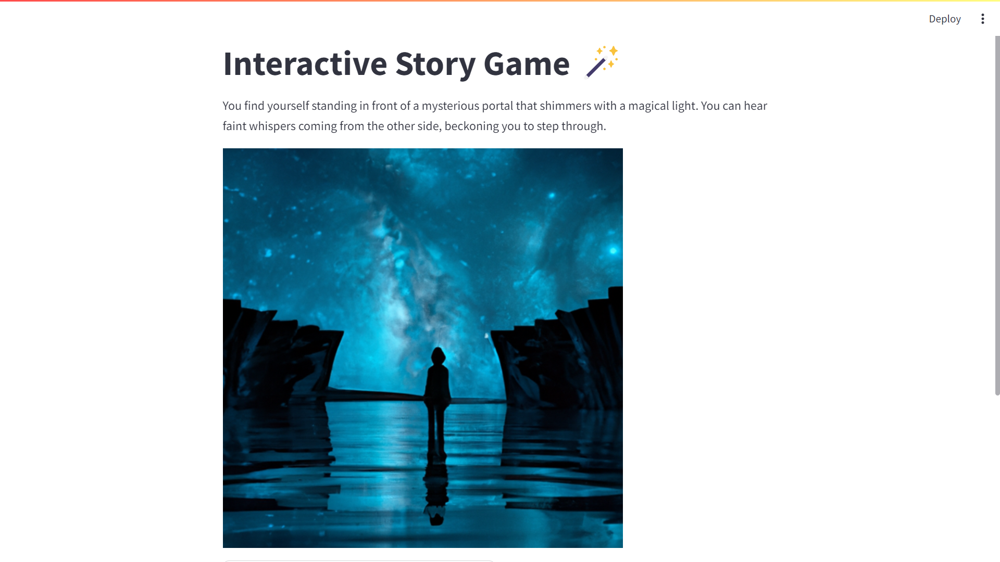 Deploy
Interactive Story Game
You find yourself standing in front of a mysterious portal that shimmers with a magical light. You can hear
faint whispers coming from the other side, beckoning you to step through.